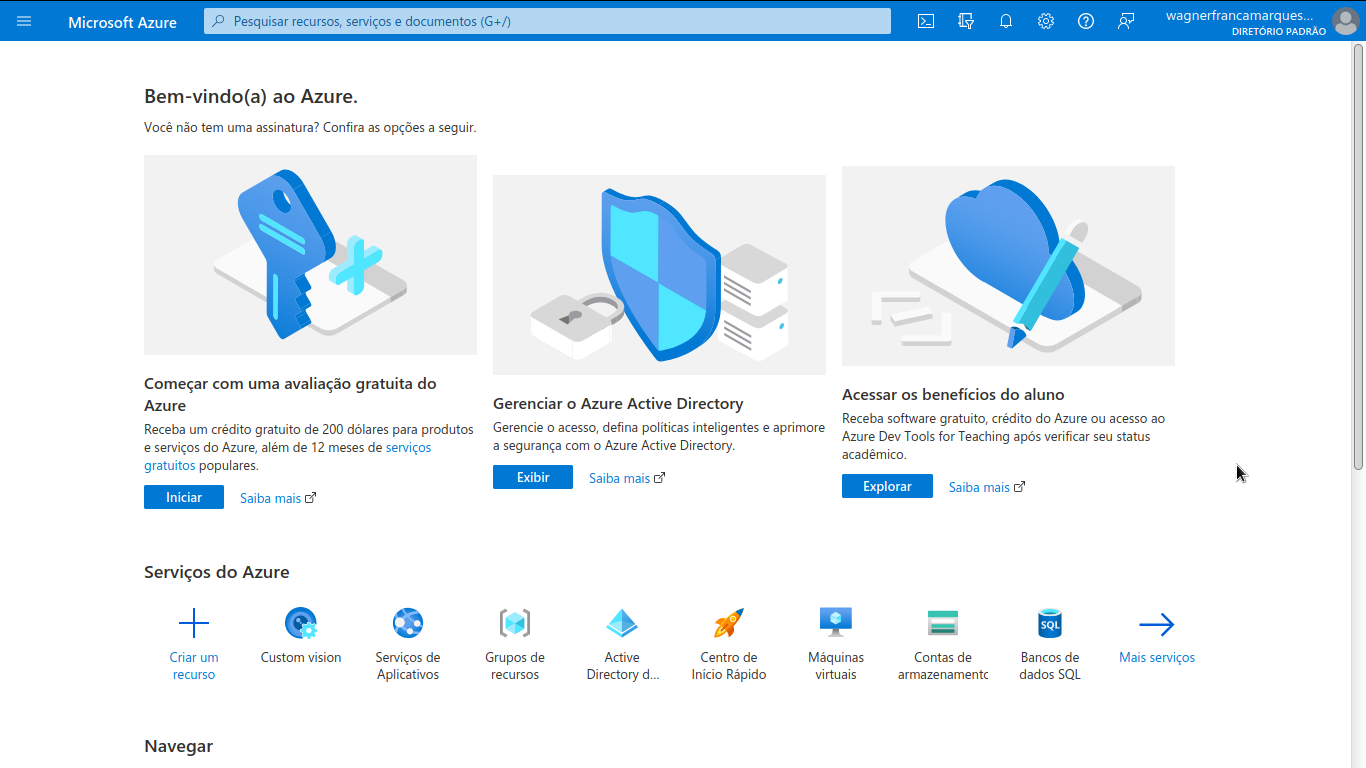 Microsoft Azure
Pesquisar recursos, serviços e documentos (G+/)
wagnerfrancamarques...
DIRETÓRIO PADRÃO
Bem-vindo(a) ao Azure.
Você não tem uma assinatura? Confira as opções a seguir.
Começar com uma avaliação gratuita do
Azure
Receba um crédito gratuito de 200 dólares para produtos
e serviços do Azure, além de 12 meses de serviços
gratuitos populares.
Iniciar
Saiba mais
Gerenciar o Azure Active Directory
Gerencie o acesso, defina políticas inteligentes e aprimore
a segurança com o Azure Active Directory.
Exibir
Saiba mais
Acessar os benefícios do aluno
Receba software gratuito, crédito do Azure ou acesso ao
Azure Dev Tools for Teaching após verificar seu status
acadêmico.
Explorar
Saiba mais
Serviços do Azure
Criar um
recurso
Custom vision
Serviços de
Aplicativos
Grupos de
recursos
Active
Directory d...
Centro de
Início Rápido
Máquinas
virtuais
Contas de
armazenamento
SQL
Bancos de
dados SQL
Mais serviços
Navegar